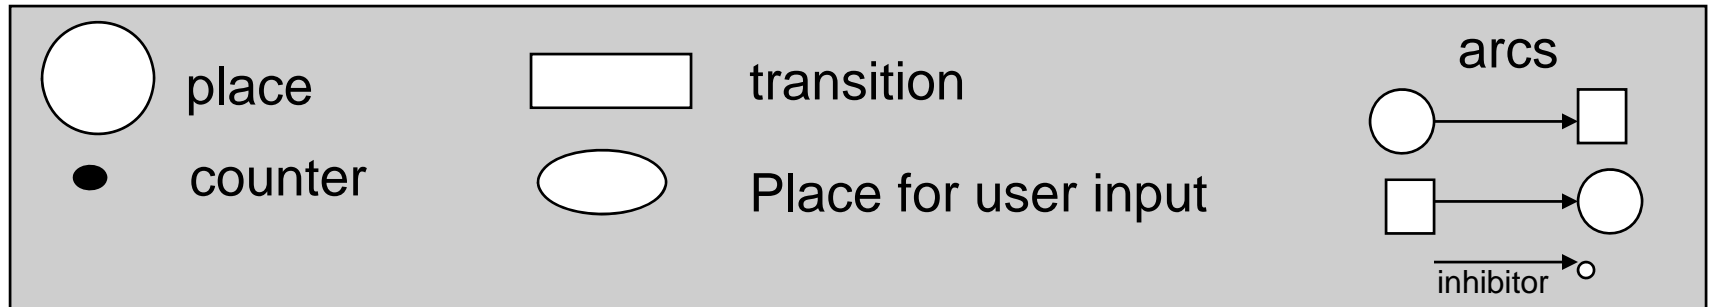 place
transition
arcs
counter
Place for user input
inhibitor